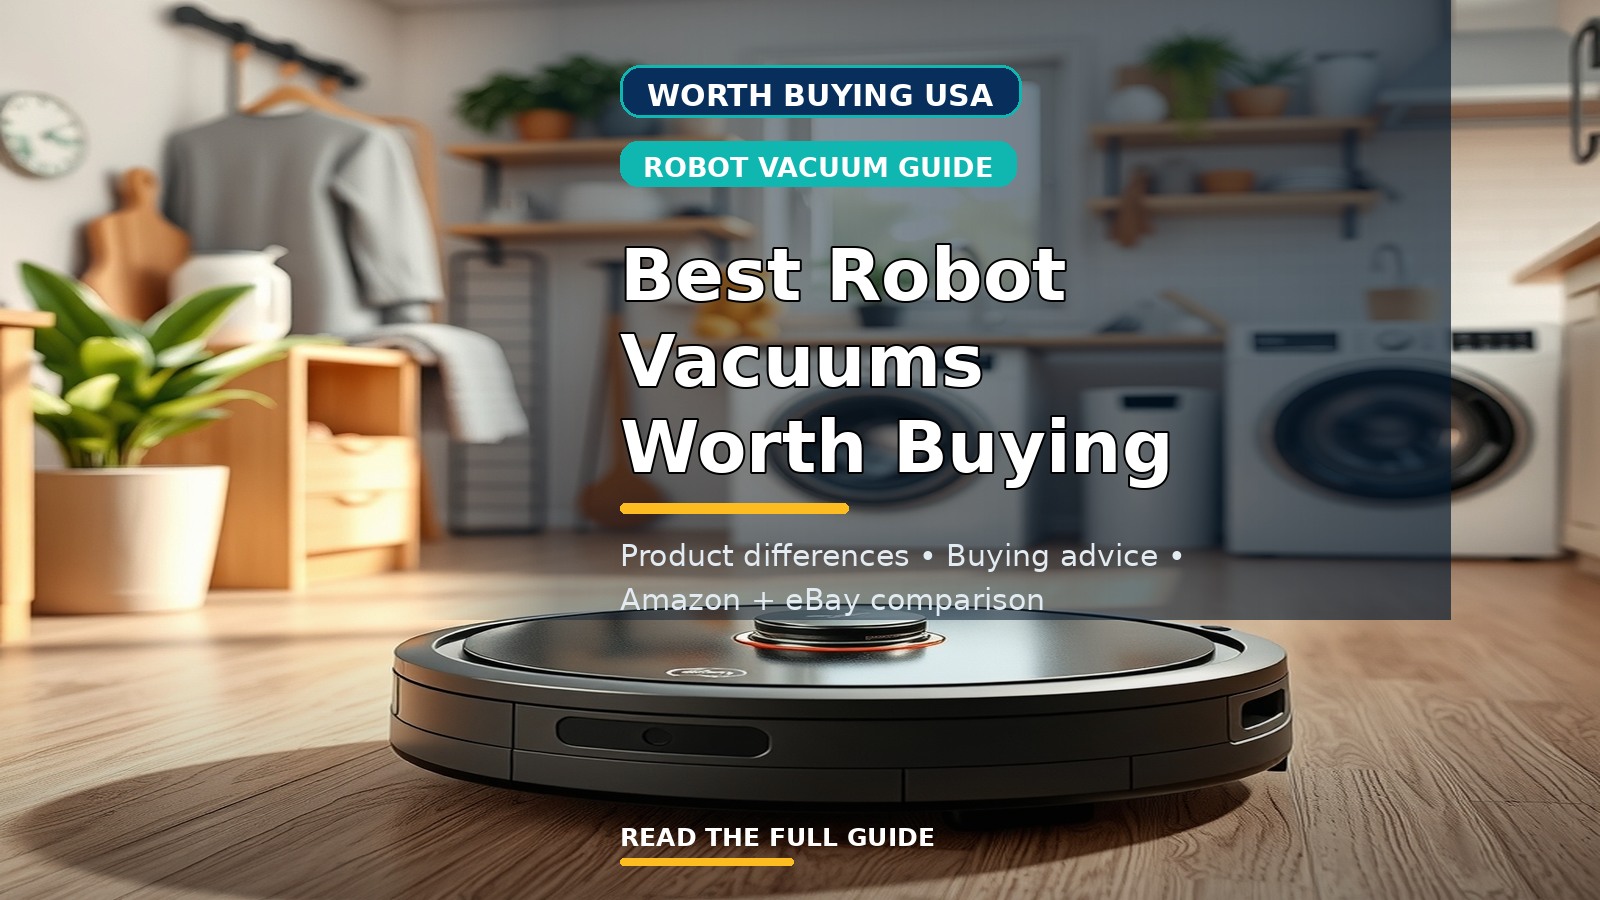 WORTH BUYING USA
ROBOT VACUUM GUIDE
Best Robot
Vacuums
Worth Buying
Product differences • Buying advice •
Amazon + eBay comparison
READ THE FULL GUIDE